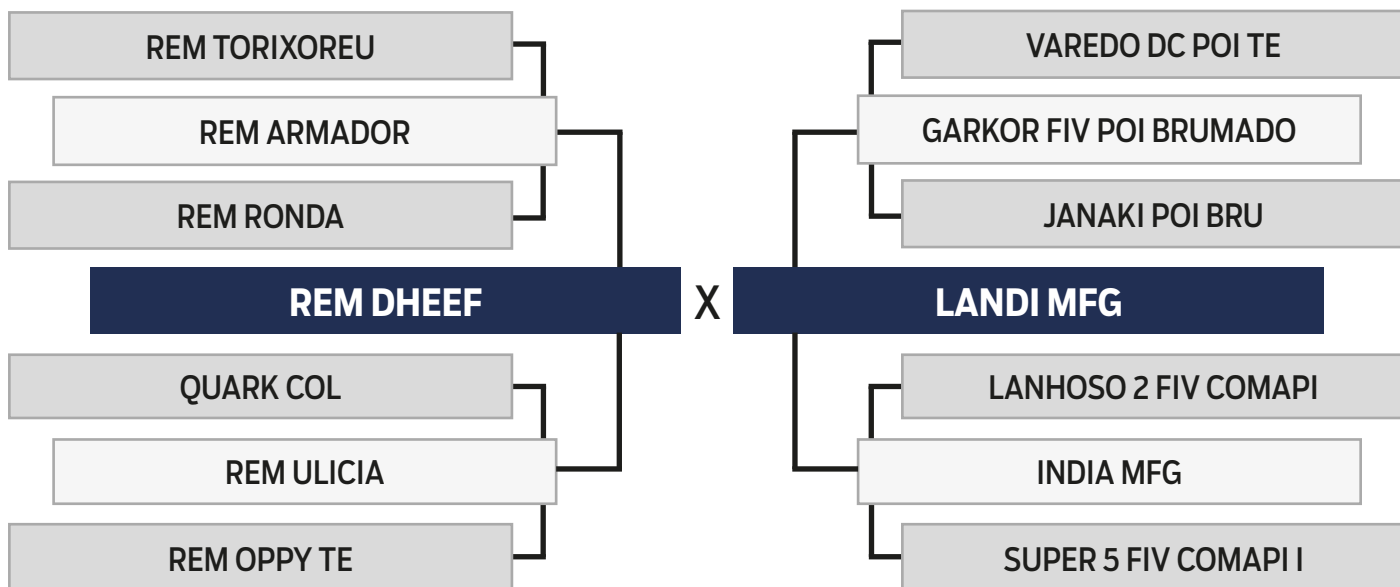 REM TORIXOREU
VAREDO DC POI TE
REM ARMADOR
GARKOR FIV POI BRUMADO
REM RONDA
JANAKI POI BRU
REM DHEEF X LANDI MFG
QUARK COL
LANHOSO 2 FIV COMAPI
REM ULICIA
INDIA MFG
REM OPPY TE
SUPER 5 FIV COMAPI I